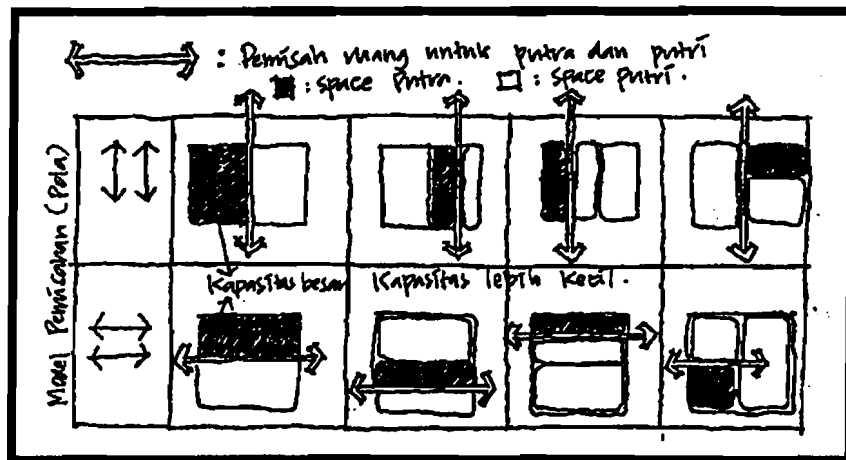 : Pemisah ruang untuk putra dan putri
: space putra. : space putri.
Model Pemisahan (Pola)
Kapasitas besar
Kapasitas lebih kecil.